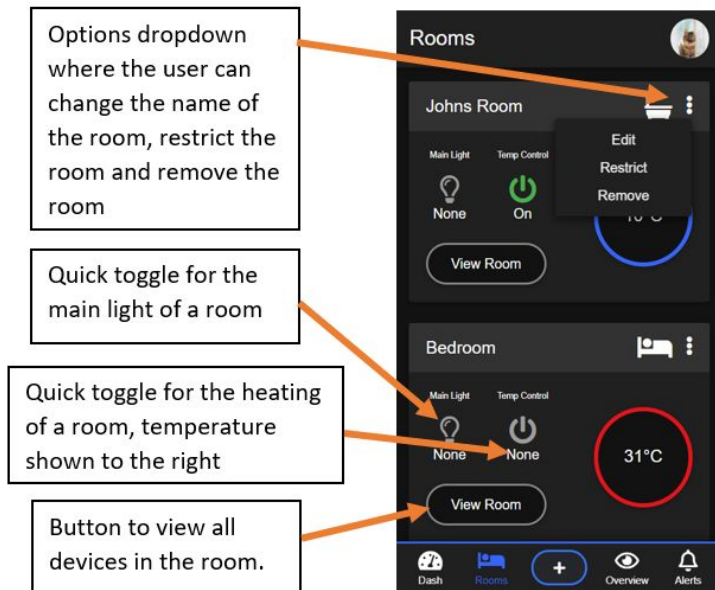 Options dropdown
where the user can
change the name of
the room, restrict the
room and remove the
room
Quick toggle for the
main light of a room
Quick toggle for the heating
of a room, temperature
shown to the right
Button to view all
devices in the room.
Rooms
Johns Room
Edit
Restrict
Remove
Main Light
Temp Control
None
On
View Room
Bedroom
Main Light
Temp Control
None
None
31°C
View Room
Dash
Rooms
+
Overview
Alerts